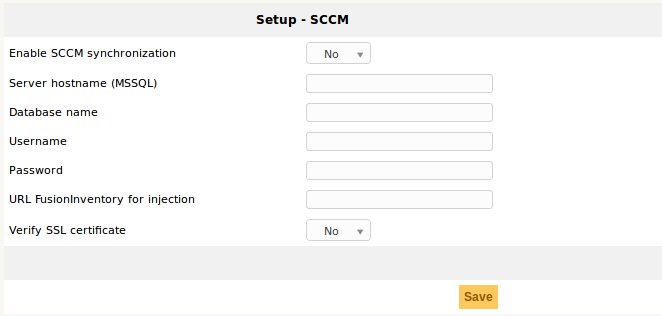 Setup - SCCM
Enable SCCM synchronization No
Server hostname (MSSQL)
Database name
Username
Password
URL FusionInventory for injection
Verify SSL certificate No
Save